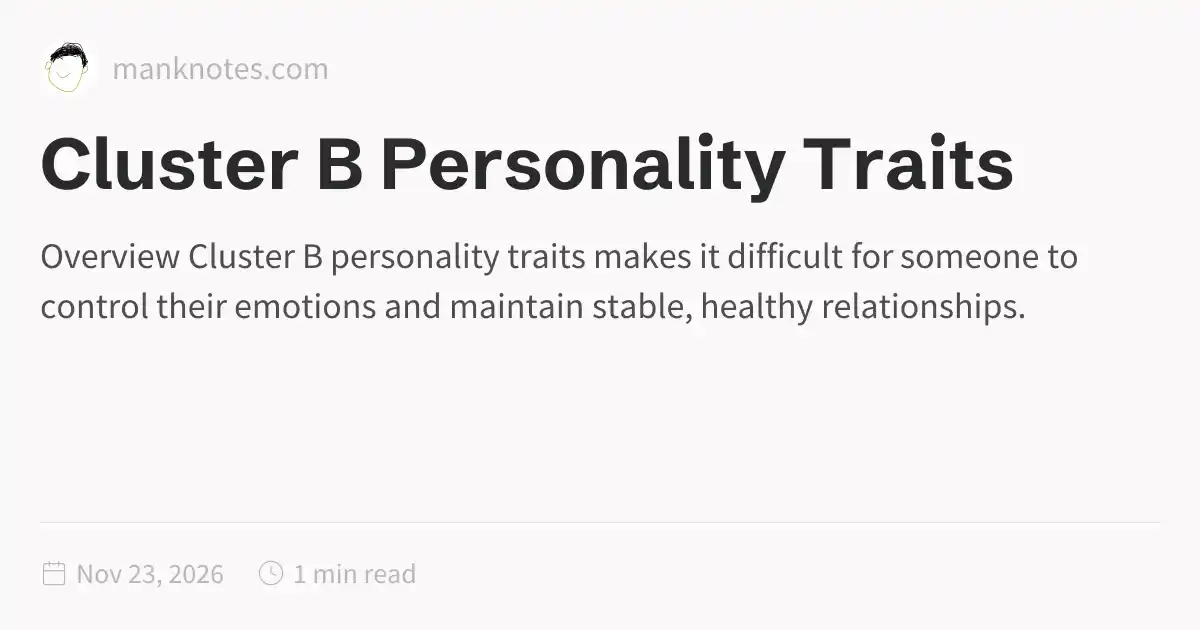 manknotes.com
Cluster B Personality Traits
Overview Cluster B personality traits makes it difficult for someone to
control their emotions and maintain stable, healthy relationships.
Nov 23, 2026 1 min read